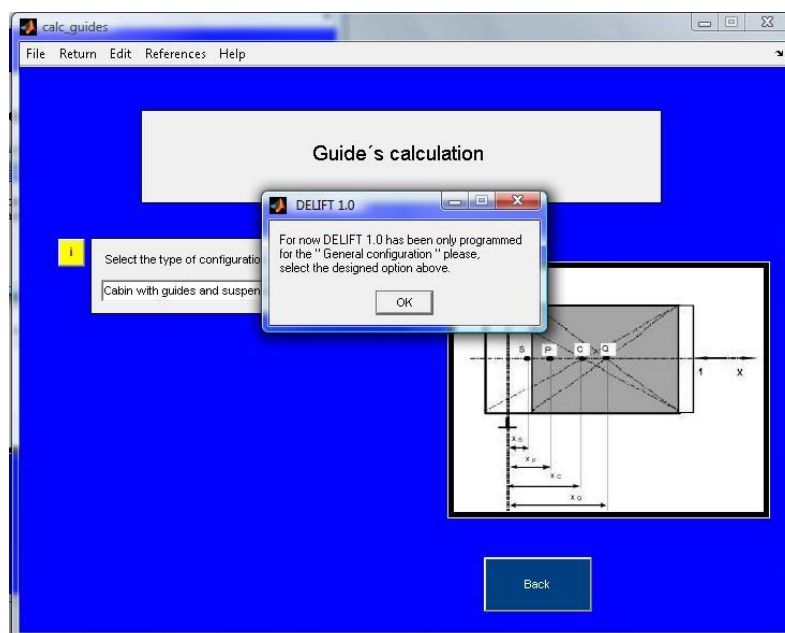 calc_guides
File Return Edit References Help
Guide´s calculation
DELIFT 1.0
For now DELIFT 1.0 has been only programmed
for the " General configuration " please,
select the designed option above.
OK
i
Select the type of configuratio
Cabin with guides and suspen
S P C Q
1 X
X S
X P
X C
X Q
Back